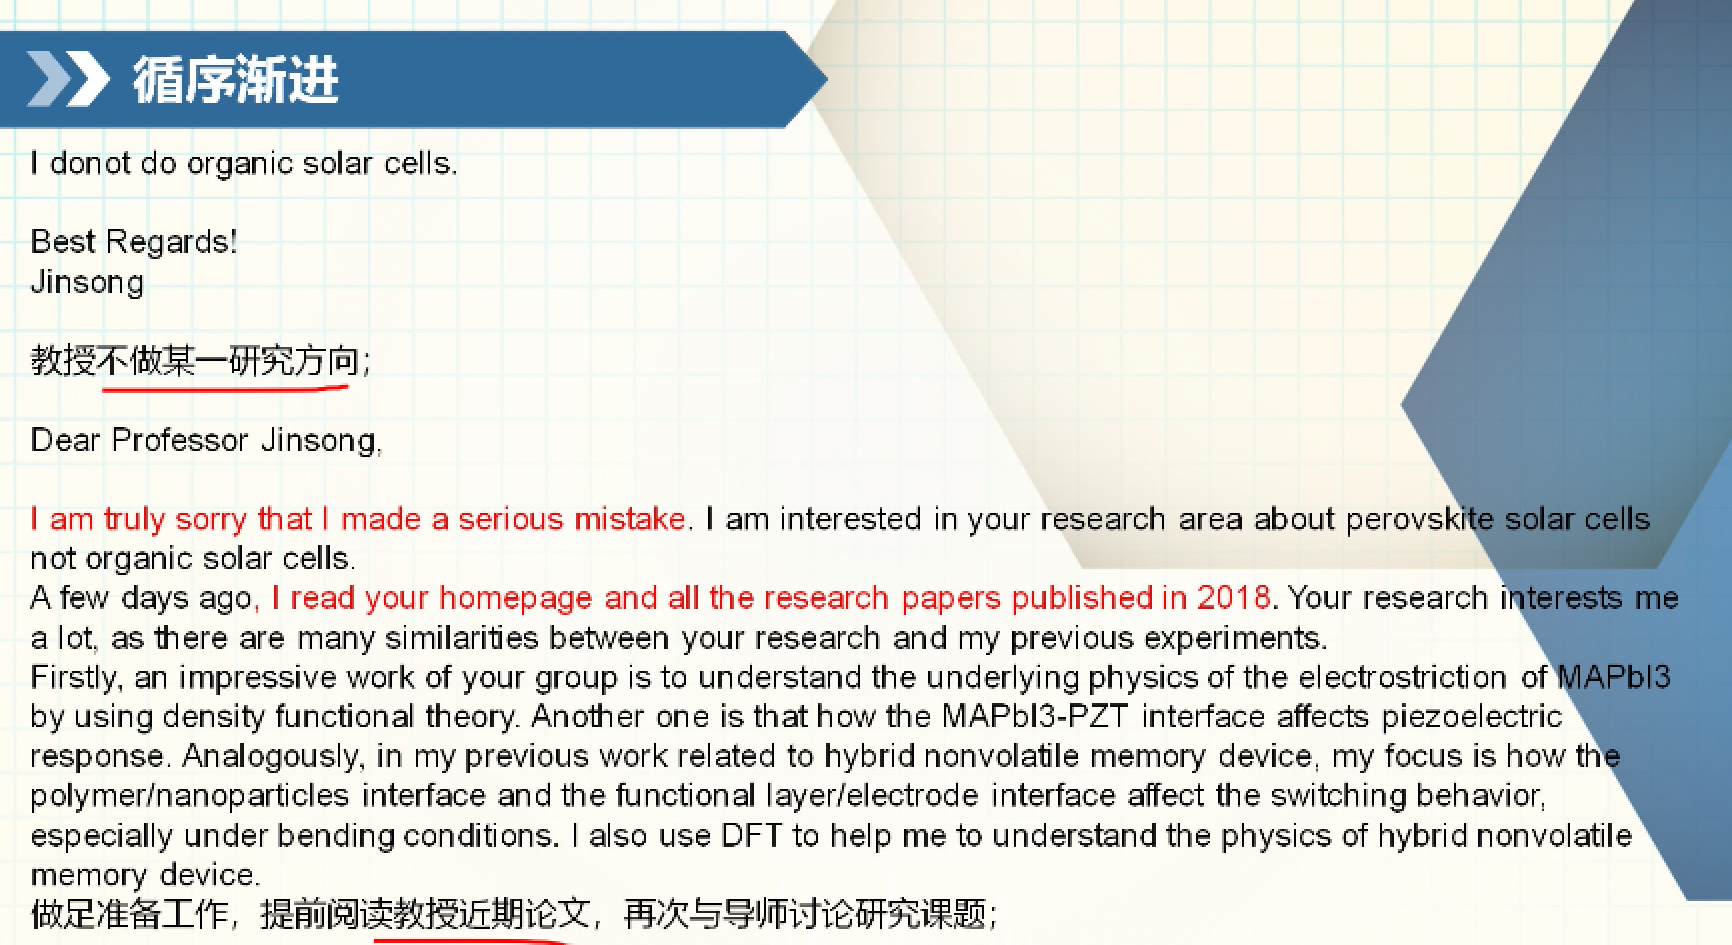 循序渐进
I donot do organic solar cells.
Best Regards!
Jinsong
教授不做某一研究方向；
Dear Professor Jinsong,
I am truly sorry that I made a serious mistake. I am interested in your research area about perovskite solar cells
not organic solar cells.
A few days ago, I read your homepage and all the research papers published in 2018. Your research interests me
a lot, as there are many similarities between your research and my previous experiments.
Firstly, an impressive work of your group is to understand the underlying physics of the electrostriction of MAPbI3
by using density functional theory. Another one is that how the MAPbI3-PZT interface affects piezoelectric
response. Analogously, in my previous work related to hybrid nonvolatile memory device, my focus is how the
polymer/nanoparticles interface and the functional layer/electrode interface affect the switching behavior,
especially under bending conditions. I also use DFT to help me to understand the physics of hybrid nonvolatile
memory device.
做足准备工作，提前阅读教授近期论文，再次与导师讨论研究课题；